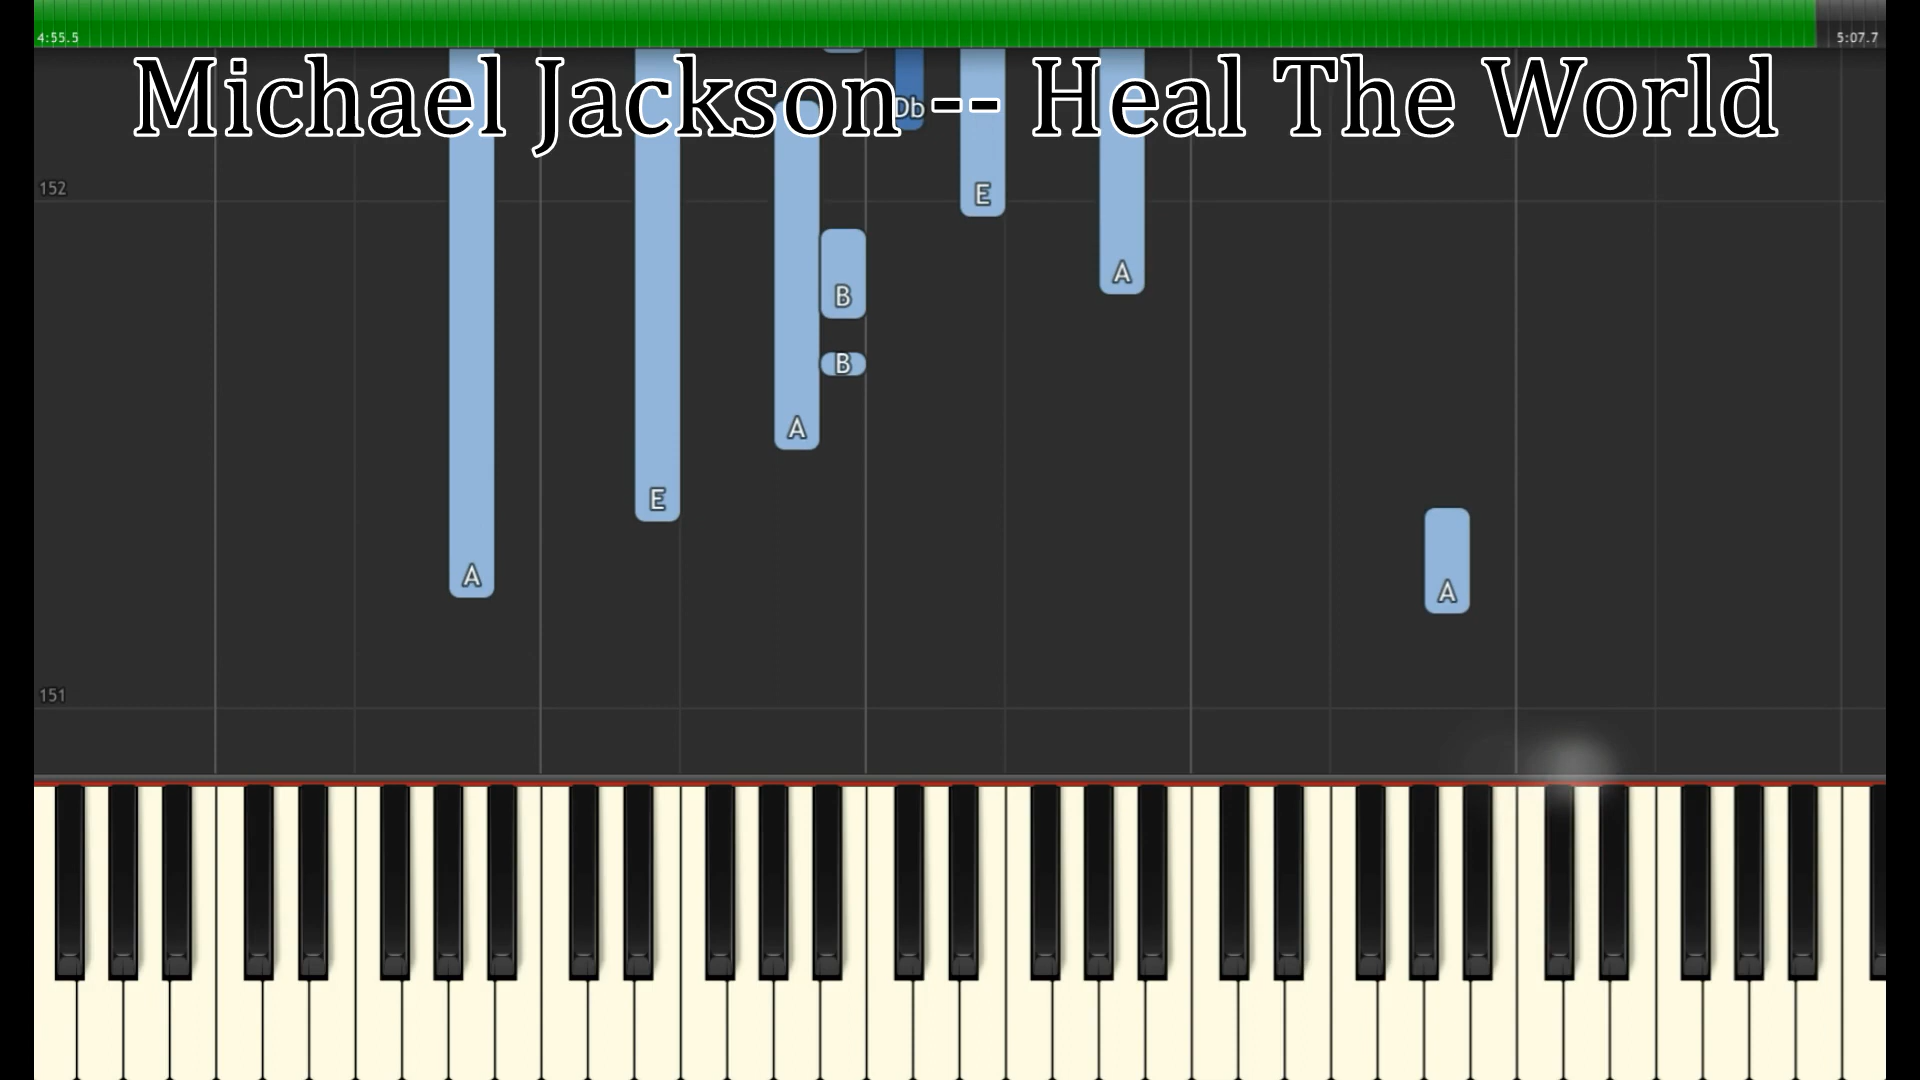 4:55.5
5:07.7
Michael Jackson -- Heal The World
Db
152
E
A
B
B
A
E
A
A
151